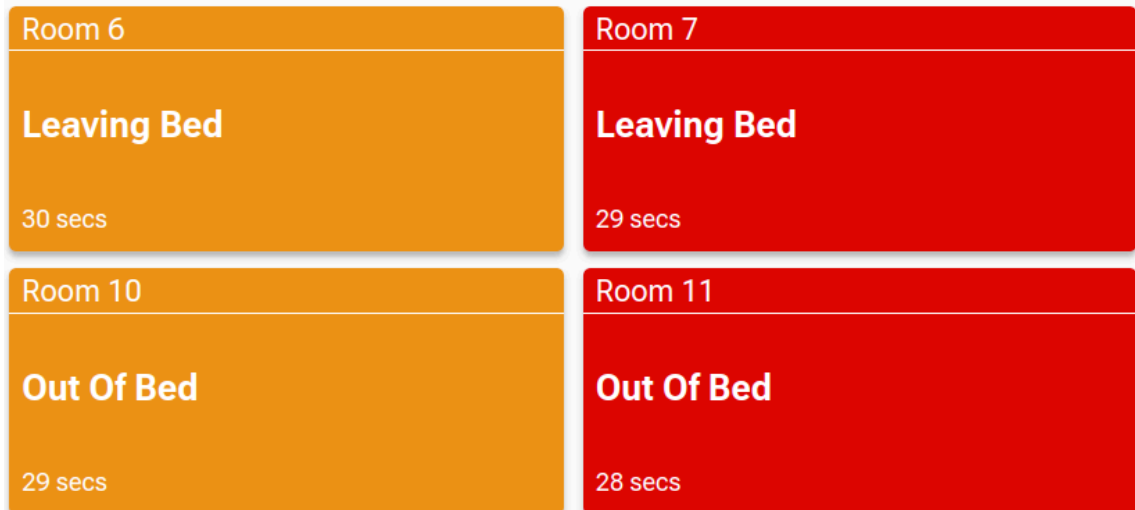 Room 6
Leaving Bed
30 secs
Room 7
Leaving Bed
29 secs
Room 10
Out Of Bed
29 secs
Room 11
Out Of Bed
28 secs